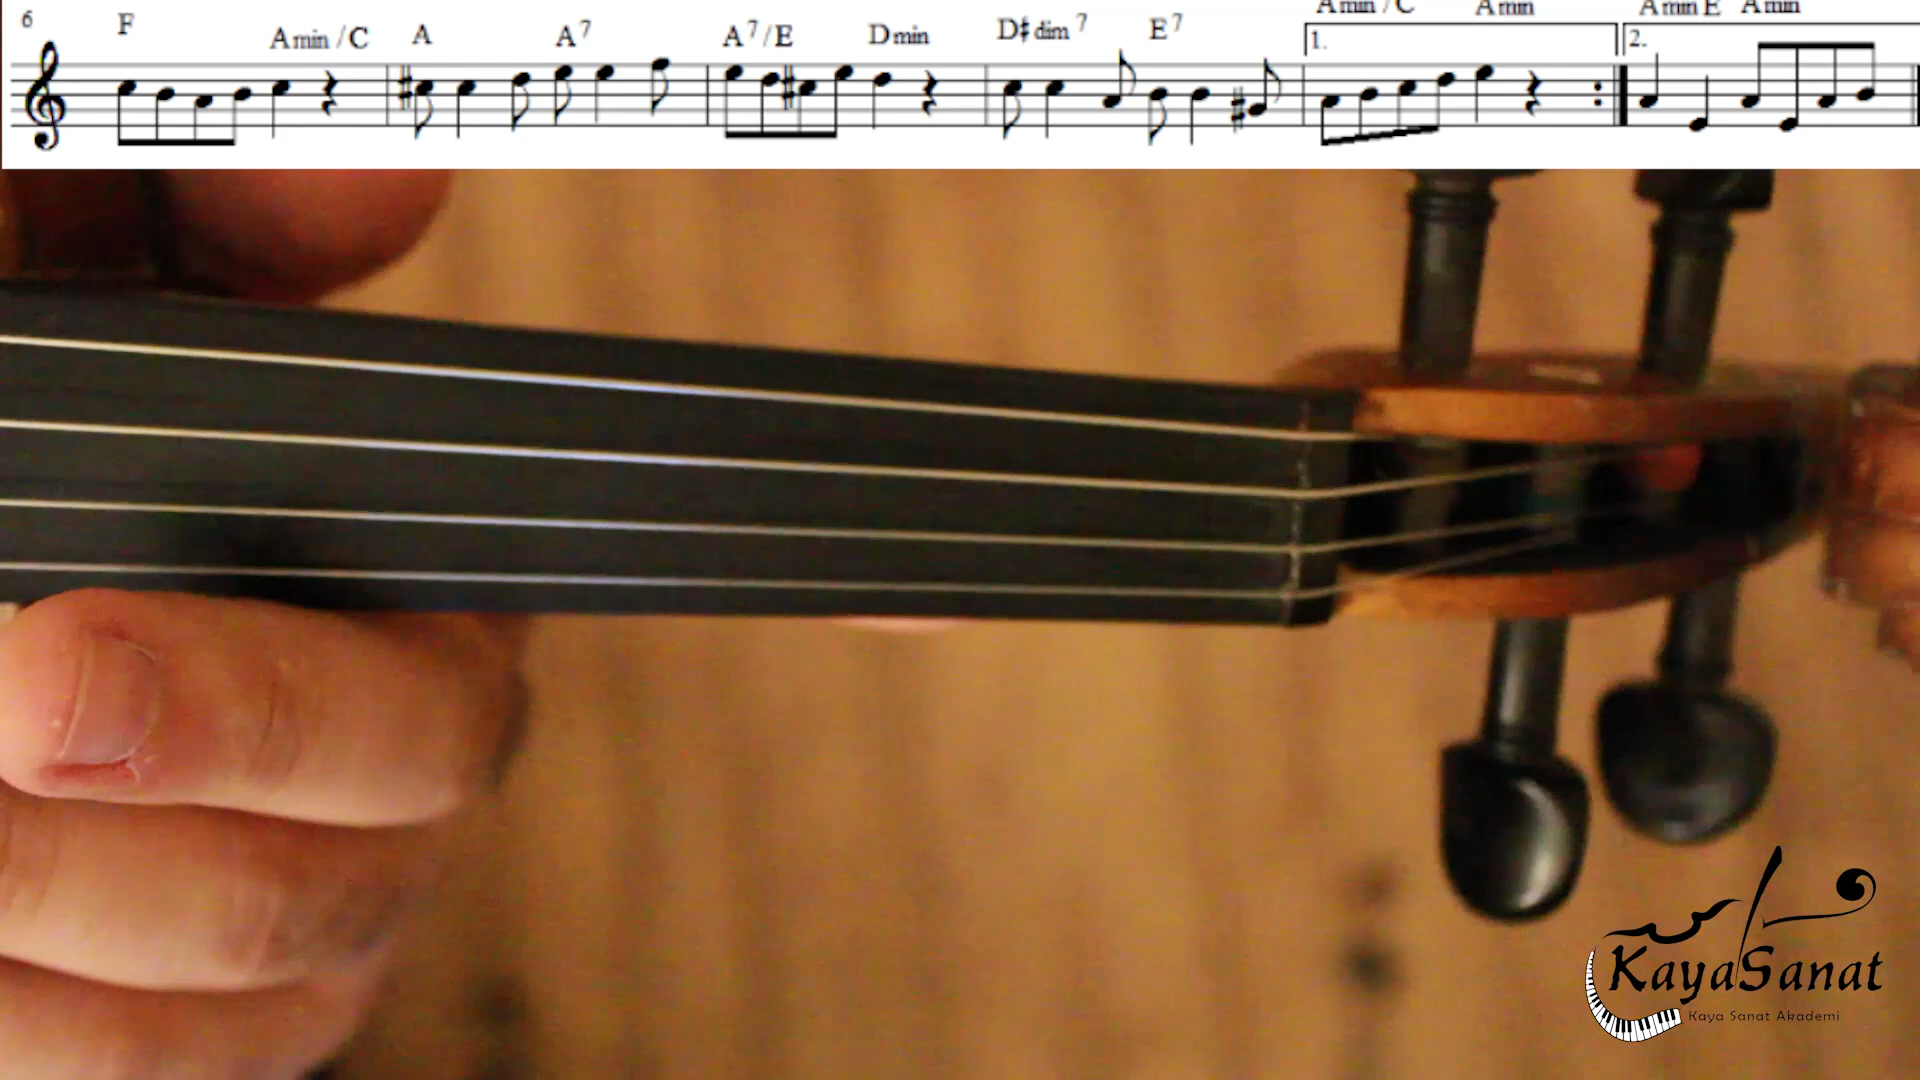 6 F Amin/C A A7 A7/E Dmin D♯dim7 E7 Amin/C Amin Amin E Amin
1. 2.
KayaSanat
Kaya Sanat Akademi